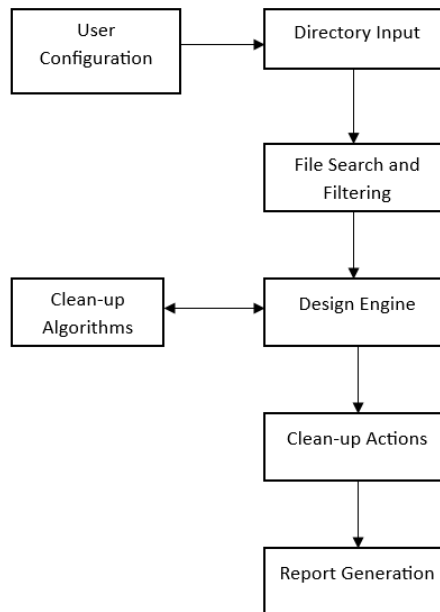 User
Configuration
Directory Input
File Search and
Filtering
Clean-up
Algorithms
Design Engine
Clean-up Actions
Report Generation